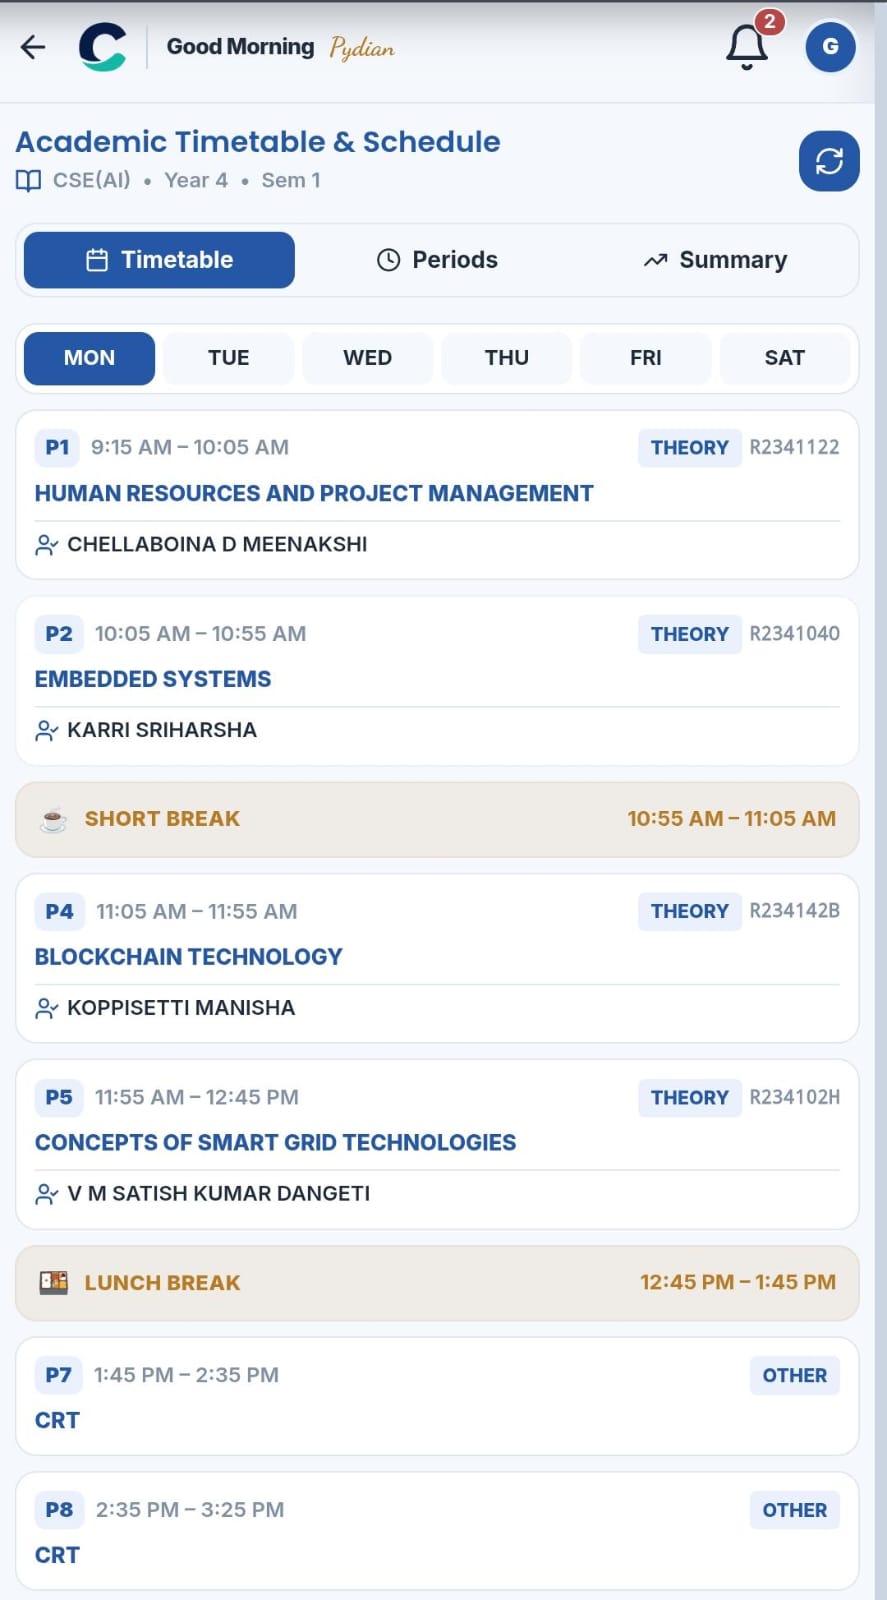 Good Morning Pydian
2
G
Academic Timetable & Schedule
CSE(AI) • Year 4 • Sem 1
Timetable Periods Summary
MON TUE WED THU FRI SAT
P1 9:15 AM – 10:05 AM THEORY R2341122
HUMAN RESOURCES AND PROJECT MANAGEMENT
CHELLABOINA D MEENAKSHI
P2 10:05 AM – 10:55 AM THEORY R2341040
EMBEDDED SYSTEMS
KARRI SRIHARSHA
SHORT BREAK 10:55 AM – 11:05 AM
P4 11:05 AM – 11:55 AM THEORY R234142B
BLOCKCHAIN TECHNOLOGY
KOPPISETTI MANISHA
P5 11:55 AM – 12:45 PM THEORY R234102H
CONCEPTS OF SMART GRID TECHNOLOGIES
V M SATISH KUMAR DANGETI
LUNCH BREAK 12:45 PM – 1:45 PM
P7 1:45 PM – 2:35 PM OTHER
CRT
P8 2:35 PM – 3:25 PM OTHER
CRT